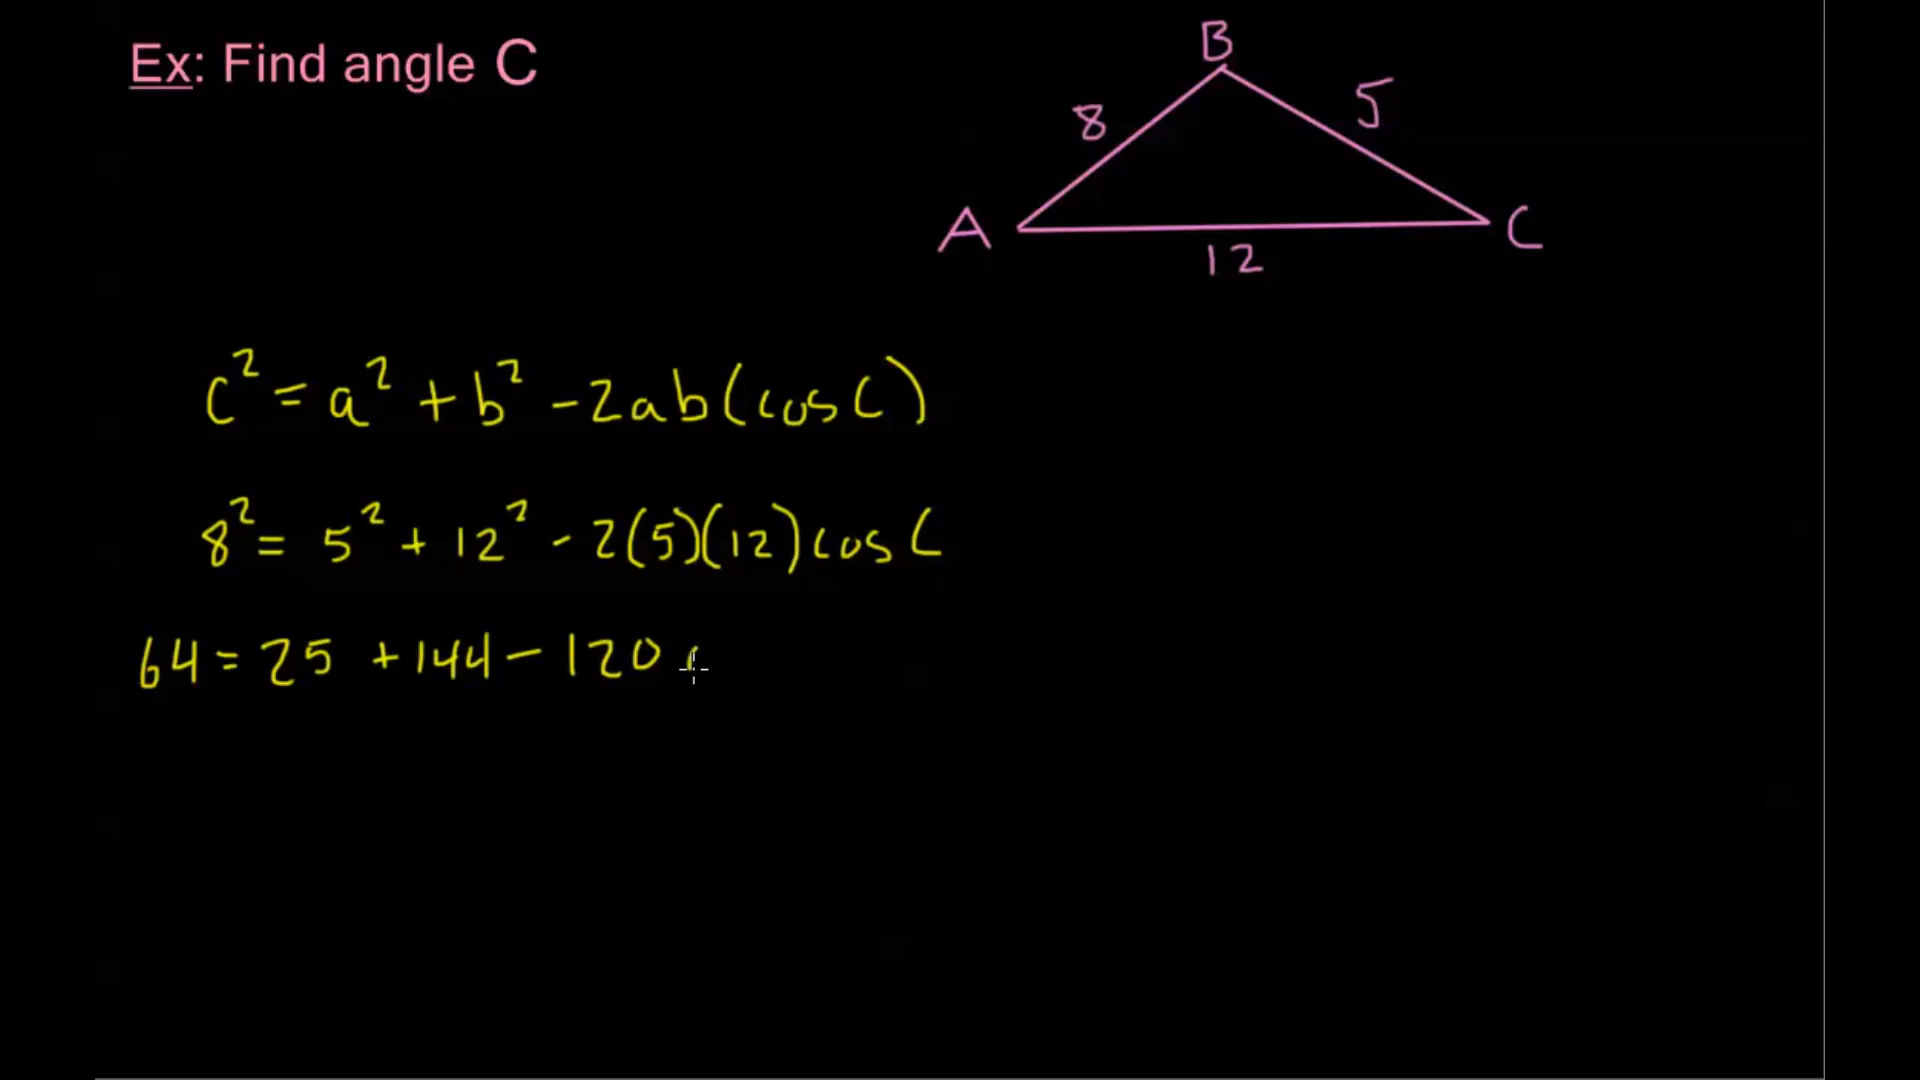 Ex: Find angle C
B
8
5
A
C
12
c² = a² + b² - 2ab(cos C)
8² = 5² + 12² - 2(5)(12) cos C
64 = 25 + 144 - 120